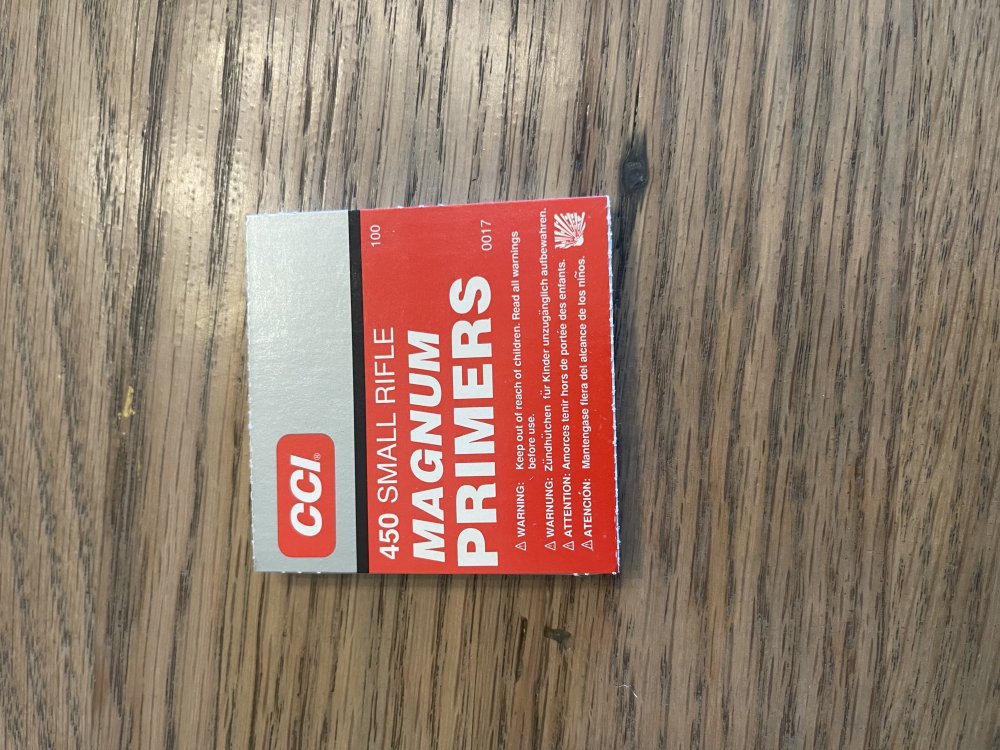 CCI®
450 SMALL RIFLE 100
MAGNUM
PRIMERS 0017
⚠ WARNING: Keep out of reach of children. Read all warnings
before use.
⚠ WARNUNG: Zündhütchen für Kinder unzugänglich aufbewahren.
⚠ ATTENTION: Amorces tenir hors de portée des enfants.
⚠ ATENCIÓN: Mantengase fiera del alcance de los niños.